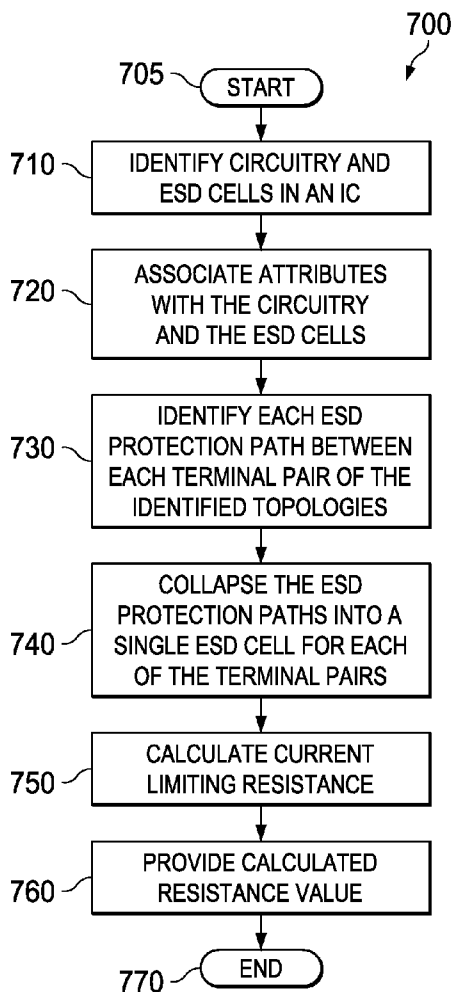 700
705
START
710
IDENTIFY CIRCUITRY AND
ESD CELLS IN AN IC
720
ASSOCIATE ATTRIBUTES
WITH THE CIRCUITRY
AND THE ESD CELLS
730
IDENTIFY EACH ESD
PROTECTION PATH BETWEEN
EACH TERMINAL PAIR OF THE
IDENTIFIED TOPOLOGIES
740
COLLAPSE THE ESD
PROTECTION PATHS INTO A
SINGLE ESD CELL FOR EACH
OF THE TERMINAL PAIRS
750
CALCULATE CURRENT
LIMITING RESISTANCE
760
PROVIDE CALCULATED
RESISTANCE VALUE
770
END